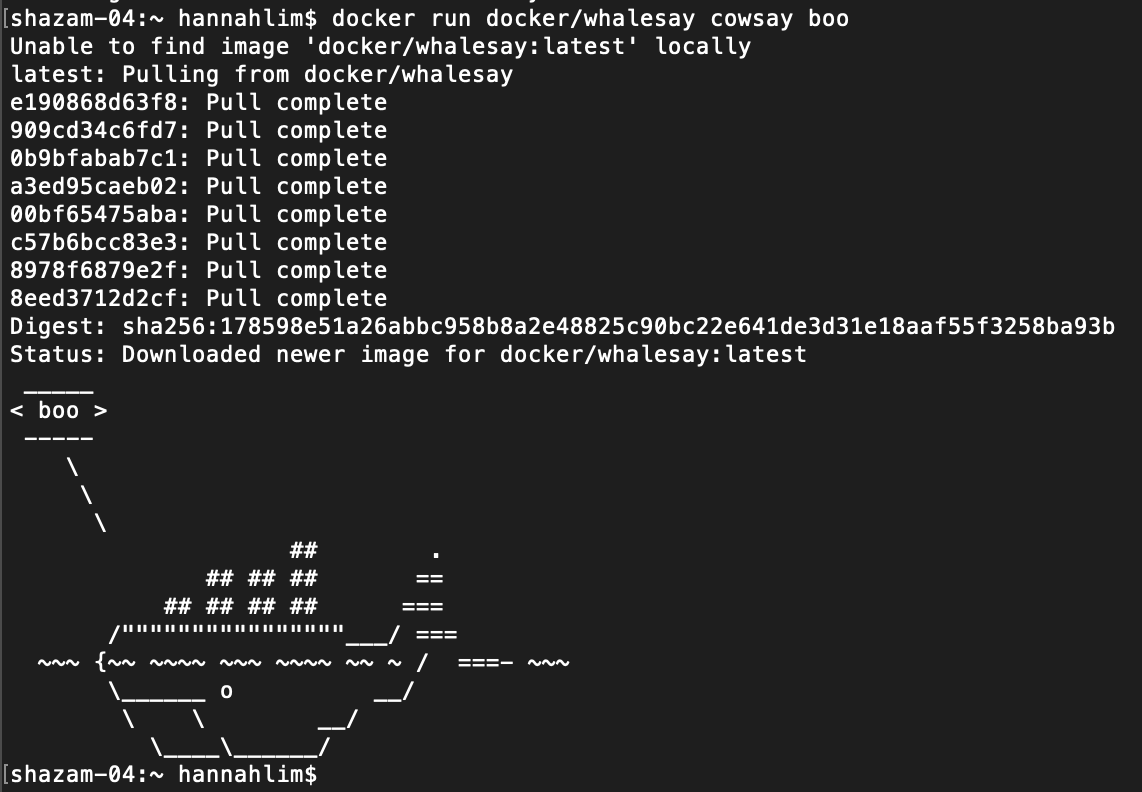 [shazam-04:~ hannahlim$ docker run docker/whalesay cowsay boo
Unable to find image 'docker/whalesay:latest' locally
latest: Pulling from docker/whalesay
e190868d63f8: Pull complete
909cd34c6fd7: Pull complete
0b9bfabab7c1: Pull complete
a3ed95caeb02: Pull complete
00bf65475aba: Pull complete
c57b6bcc83e3: Pull complete
8978f6879e2f: Pull complete
8eed3712d2cf: Pull complete
Digest: sha256:178598e51a26abbc958b8a2e48825c90bc22e641de3d31e18aaf55f3258ba93b
Status: Downloaded newer image for docker/whalesay:latest
 _____
< boo >
 -----
    \
     \
      \
                    ##        .
              ## ## ##       ==
           ## ## ## ##      ===
       /""""""""""""""""___/ ===
  ~~~ {~~ ~~~~ ~~~ ~~~~ ~~ ~ /  ===- ~~~
       \______ o          __/
        \    \        __/
          \____\______/
[shazam-04:~ hannahlim$